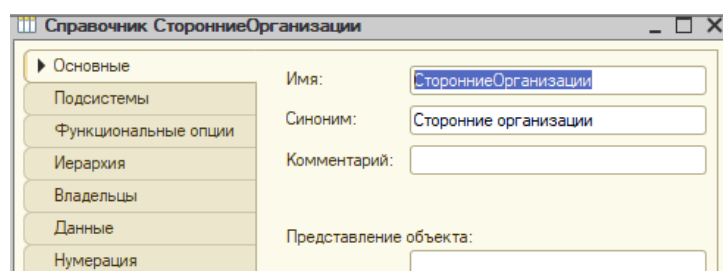 Справочник СторонниеОрганизации
Основные
Подсистемы
Функциональные опции
Иерархия
Владельцы
Данные
Нумерация
Имя: СторонниеОрганизации
Синоним: Сторонние организации
Комментарий:
Представление объекта: